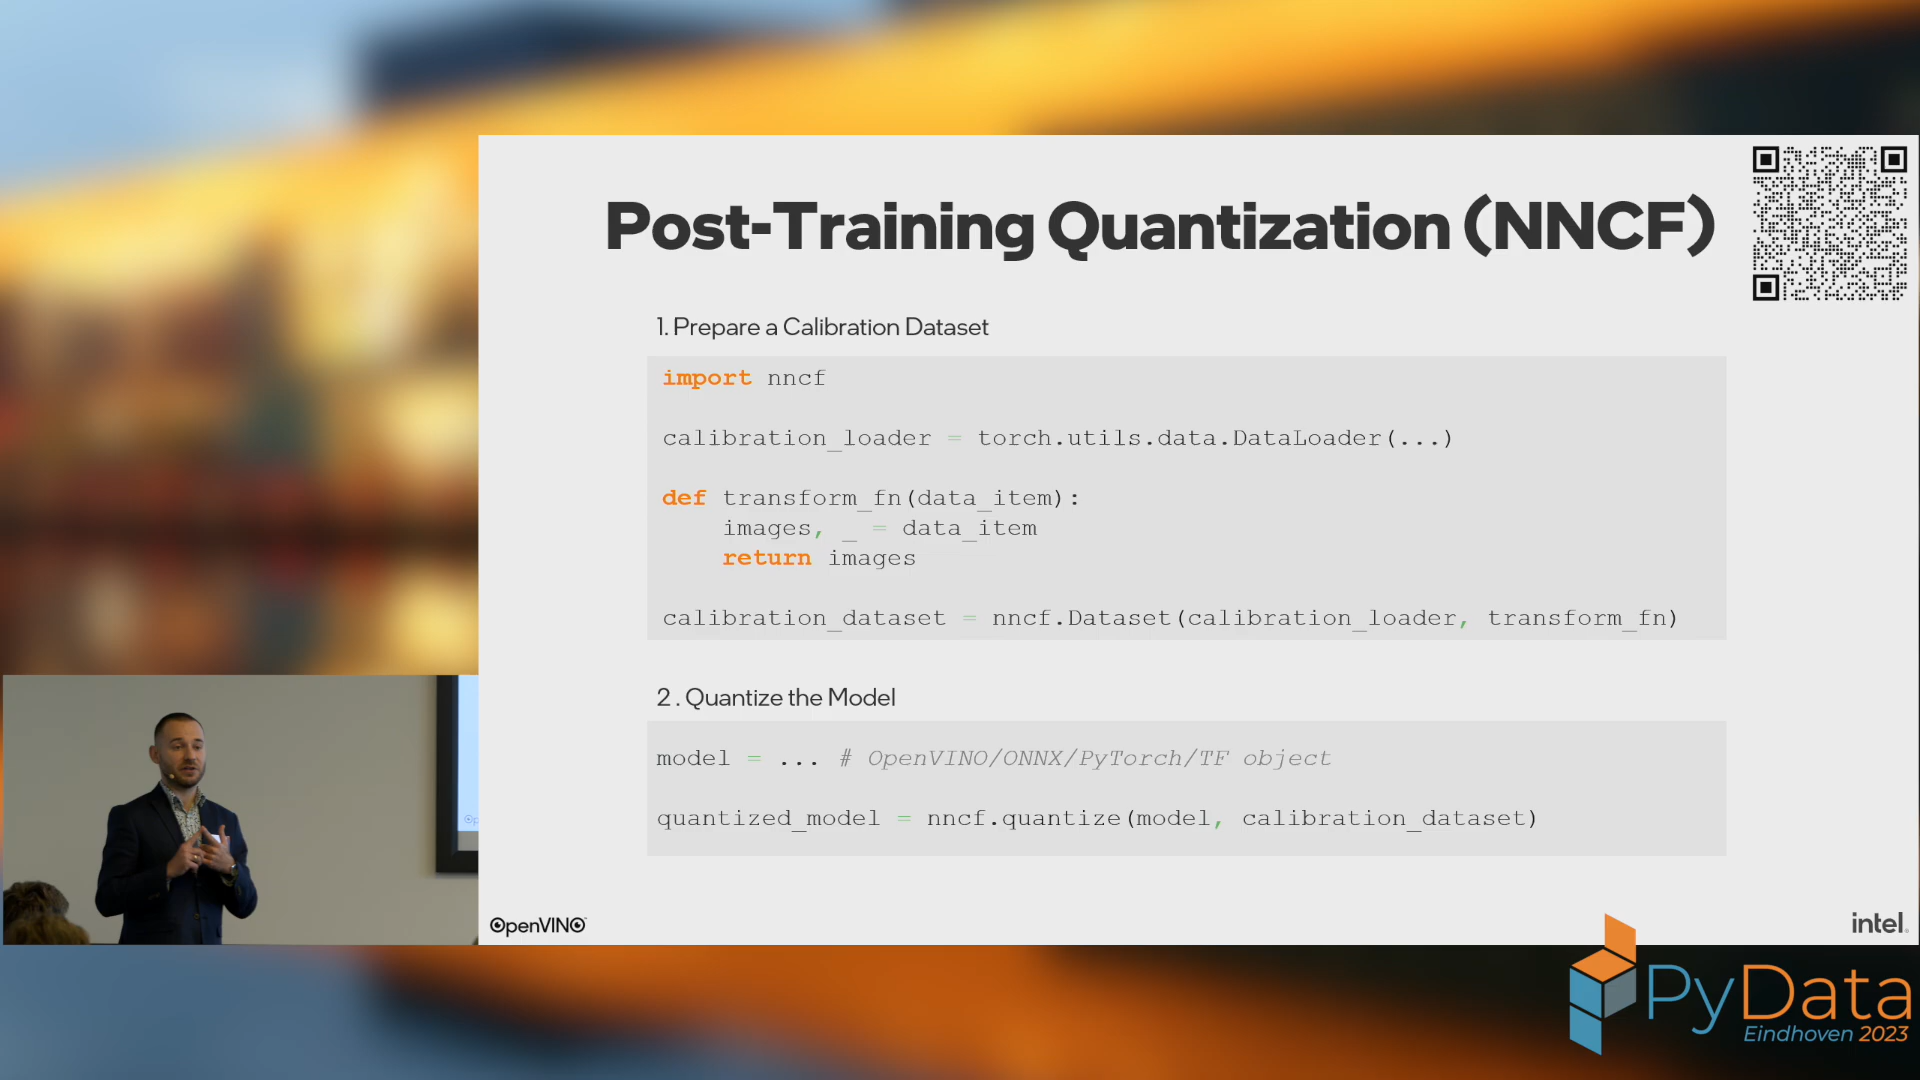 Post-Training Quantization (NNCF)
1. Prepare a Calibration Dataset
import nncf
calibration_loader = torch.utils.data.DataLoader(...)
def transform_fn(data_item):
images, _ = data_item
return images
calibration_dataset = nncf.Dataset(calibration_loader, transform_fn)
2 . Quantize the Model
model = ... # OpenVINO/ONNX/PyTorch/TF object
quantized_model = nncf.quantize(model, calibration_dataset)
OpenVINO
intel.
PyData
Eindhoven 2023